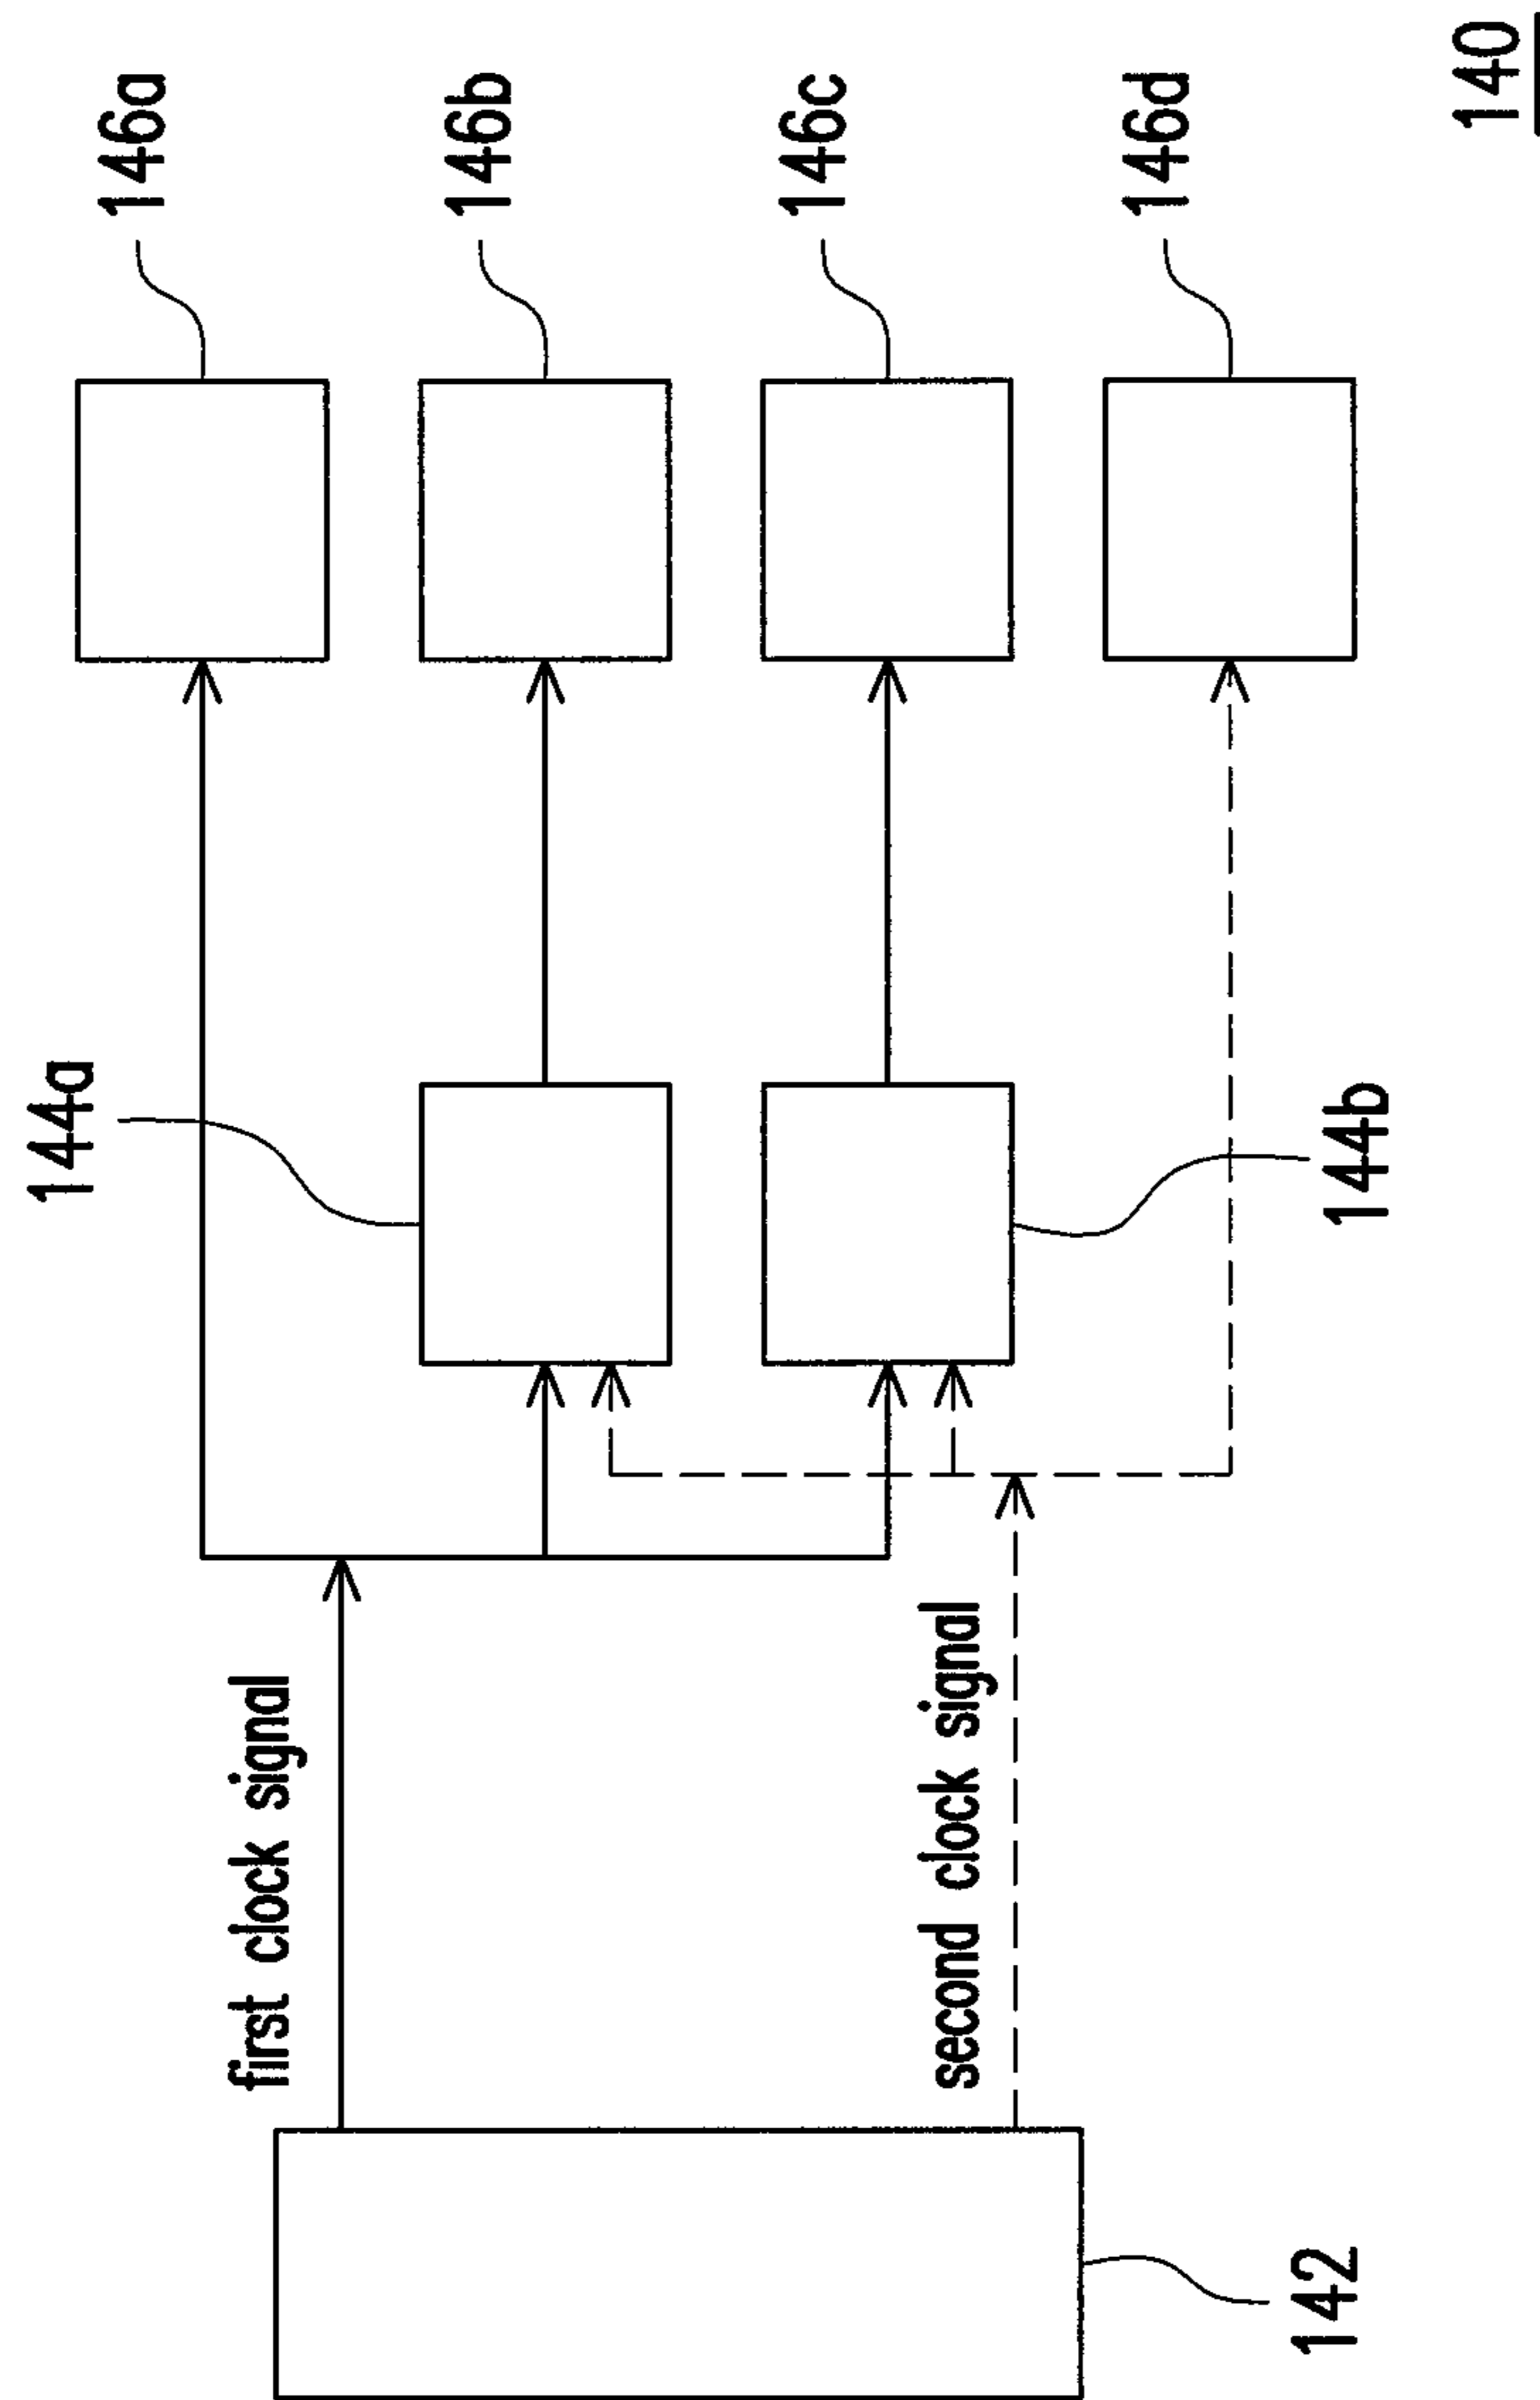 144a
146a
first clock signal
146b
146c
second clock signal
146d
144b
142
140